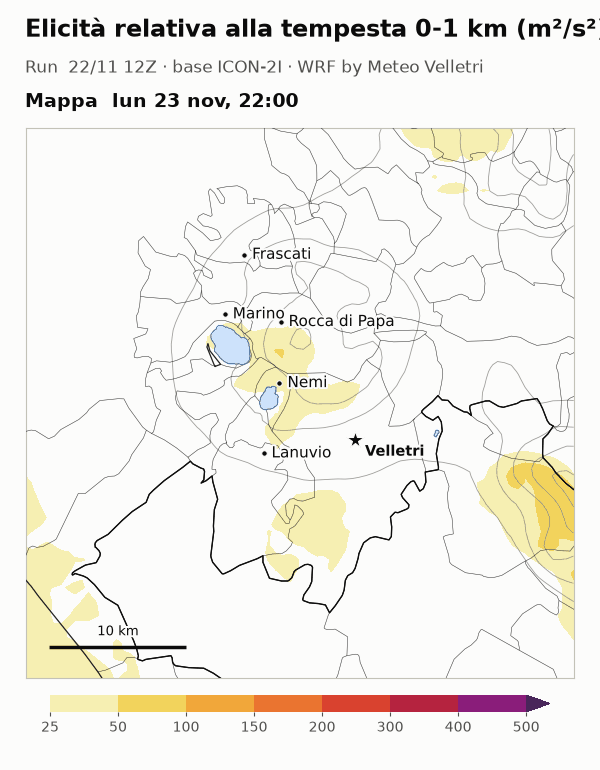 Elicità relativa alla tempesta 0-1 km (m²/s²)
Run 22/11 12Z · base ICON-2I · WRF by Meteo Velletri
Mappa lun 23 nov, 22:00
Frascati
Marino
Rocca di Papa
Nemi
Velletri
Lanuvio
10 km
25 50 100 150 200 300 400 500